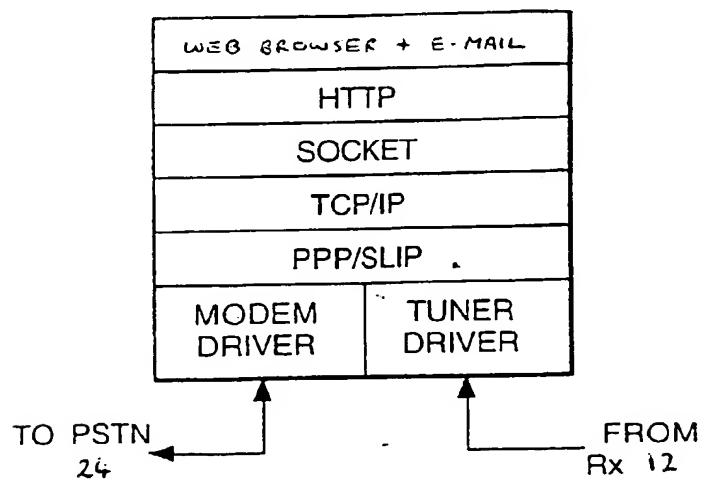 WEB BROWSER + E-MAIL
HTTP
SOCKET
TCP/IP
PPP/SLIP
MODEM
DRIVER
TUNER
DRIVER
TO PSTN
24
FROM
Rx 12